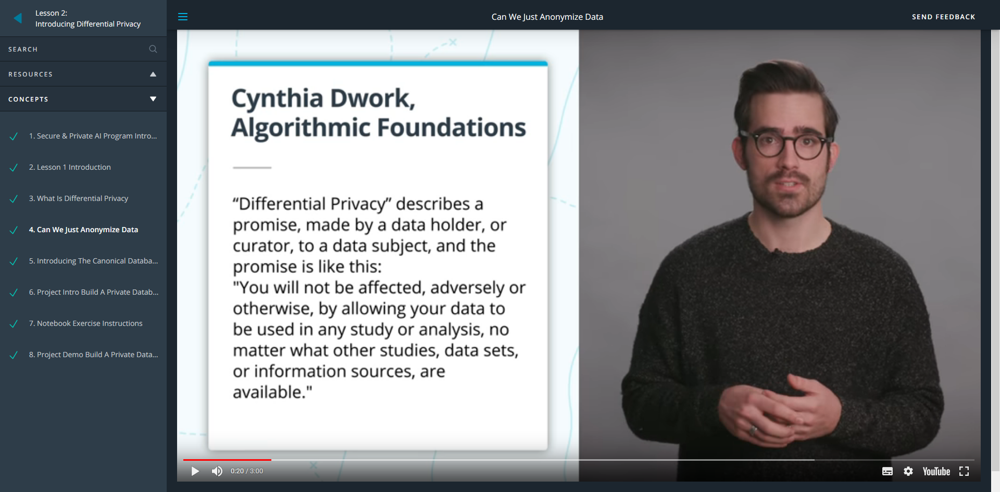 Lesson 2:
Introducing Differential Privacy
SEARCH
RESOURCES
CONCEPTS
1. Secure & Private AI Program Intro...
2. Lesson 1 Introduction
3. What Is Differential Privacy
4. Can We Just Anonymize Data
5. Introducing The Canonical Databa...
6. Project Intro Build A Private Datab...
7. Notebook Exercise Instructions
8. Project Demo Build A Private Data...
Can We Just Anonymize Data
SEND FEEDBACK
Cynthia Dwork,
Algorithmic Foundations
“Differential Privacy” describes a
promise, made by a data holder, or
curator, to a data subject, and the
promise is like this:
"You will not be affected, adversely or
otherwise, by allowing your data to
be used in any study or analysis, no
matter what other studies, data sets,
or information sources, are
available."
0:20 / 3:00
YouTube